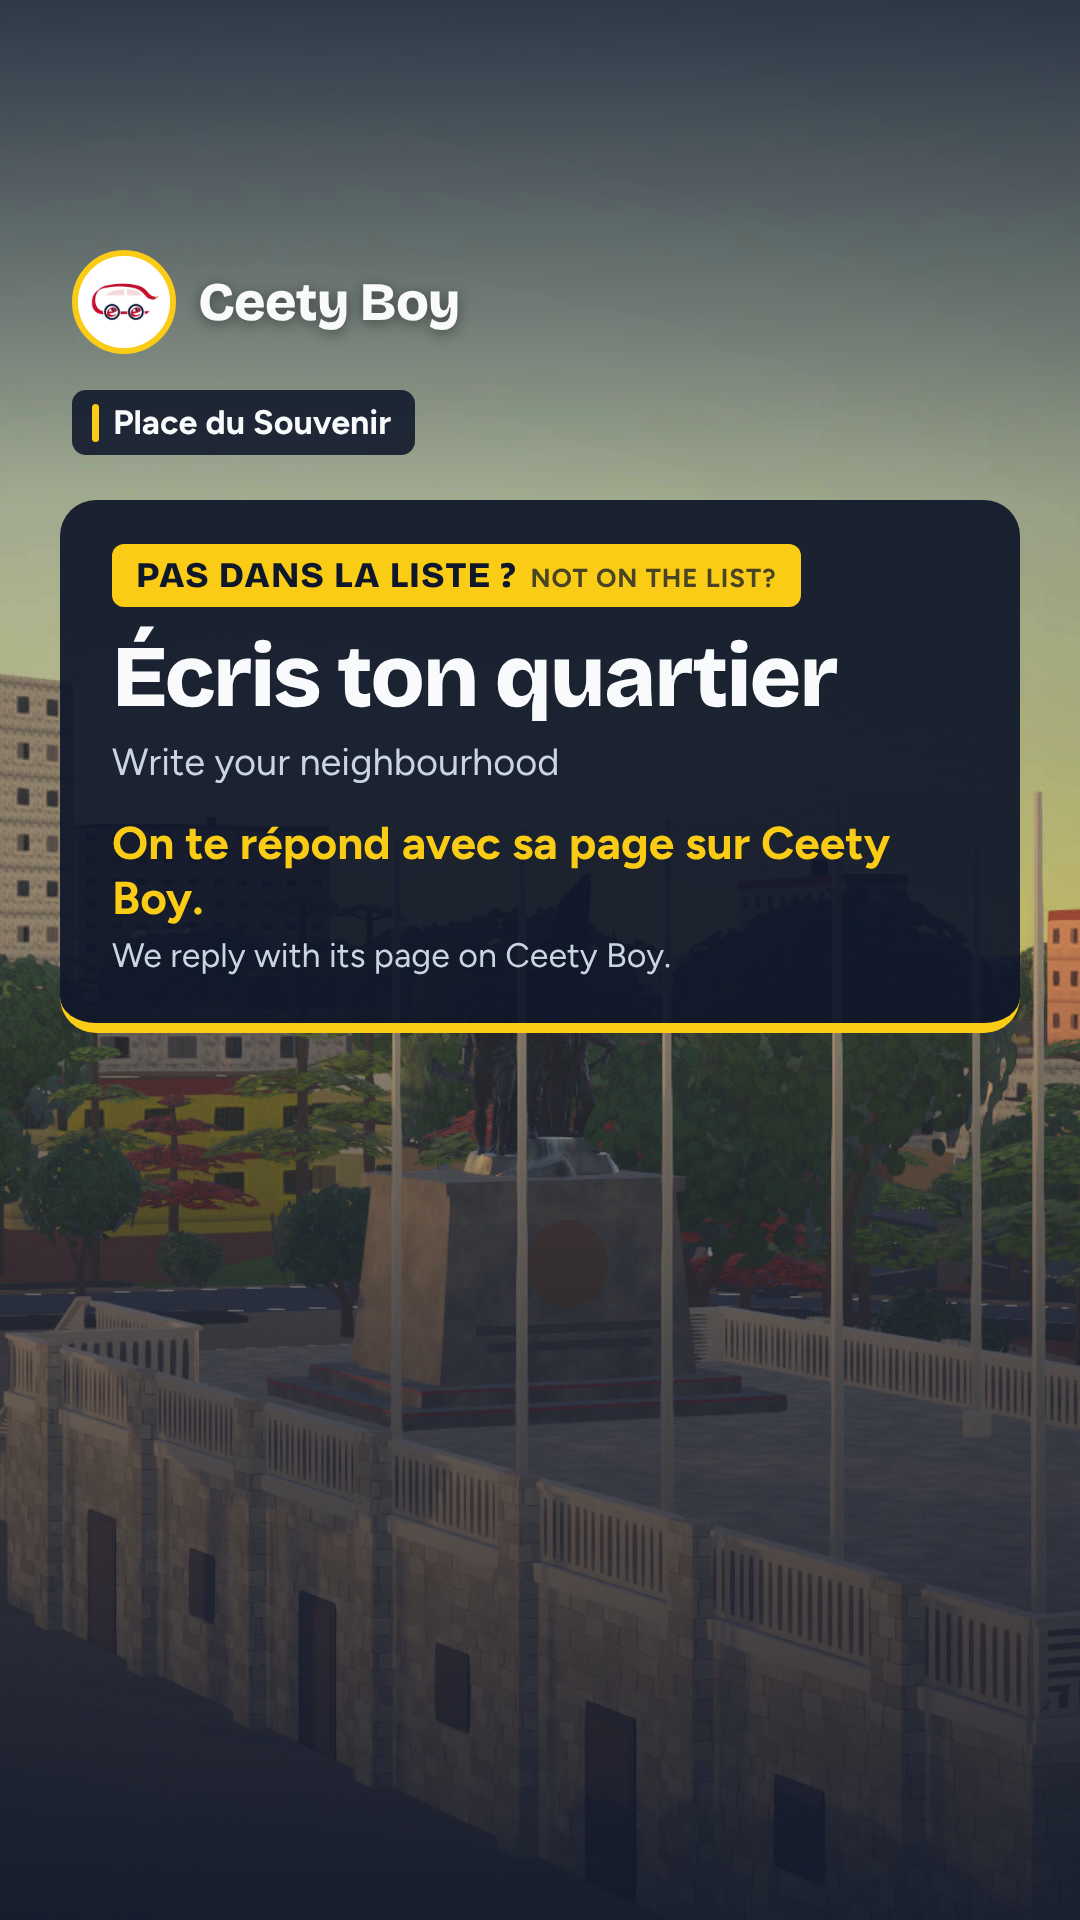 Ceety Boy
Place du Souvenir
PAS DANS LA LISTE ? NOT ON THE LIST?
Écris ton quartier
Write your neighbourhood
On te répond avec sa page sur Ceety
Boy.
We reply with its page on Ceety Boy.